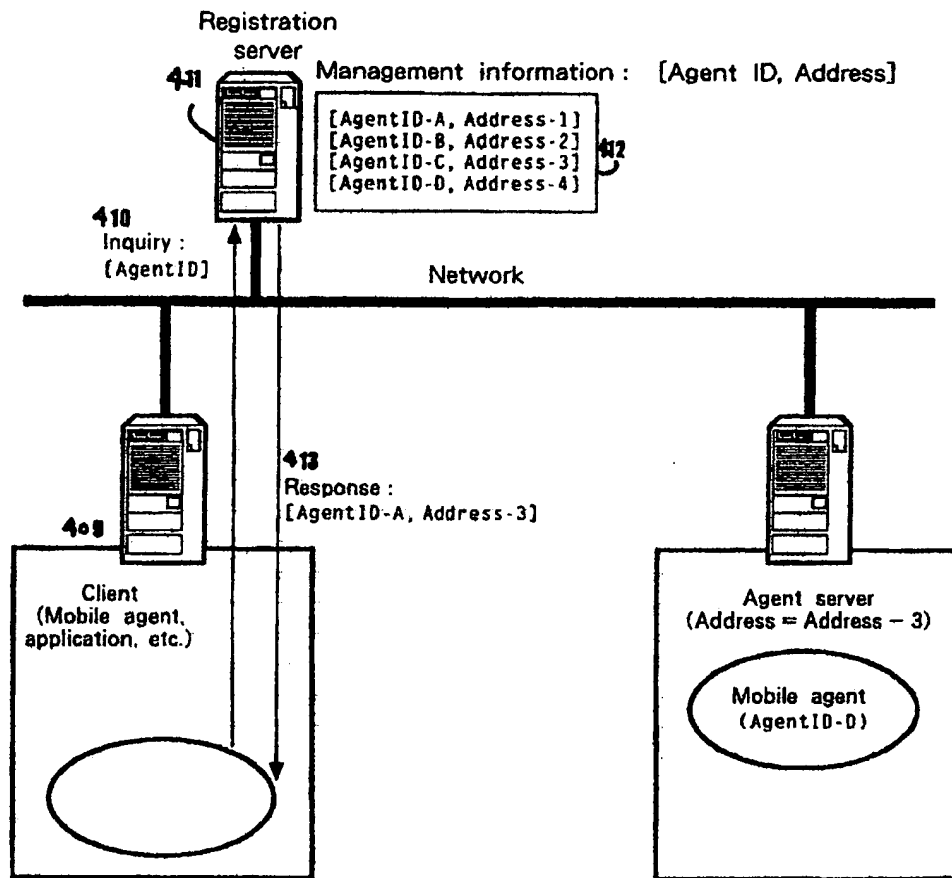 Registration
server
411
Management information : [Agent ID, Address]
[AgentID-A, Address-1]
[AgentID-B, Address-2]
[AgentID-C, Address-3]
[AgentID-D, Address-4]
412
410
Inquiry :
[AgentID]
Network
413
Response :
[AgentID-A, Address-3]
409
Client
(Mobile agent,
application, etc.)
Agent server
(Address = Address - 3)
Mobile agent
(AgentID-D)